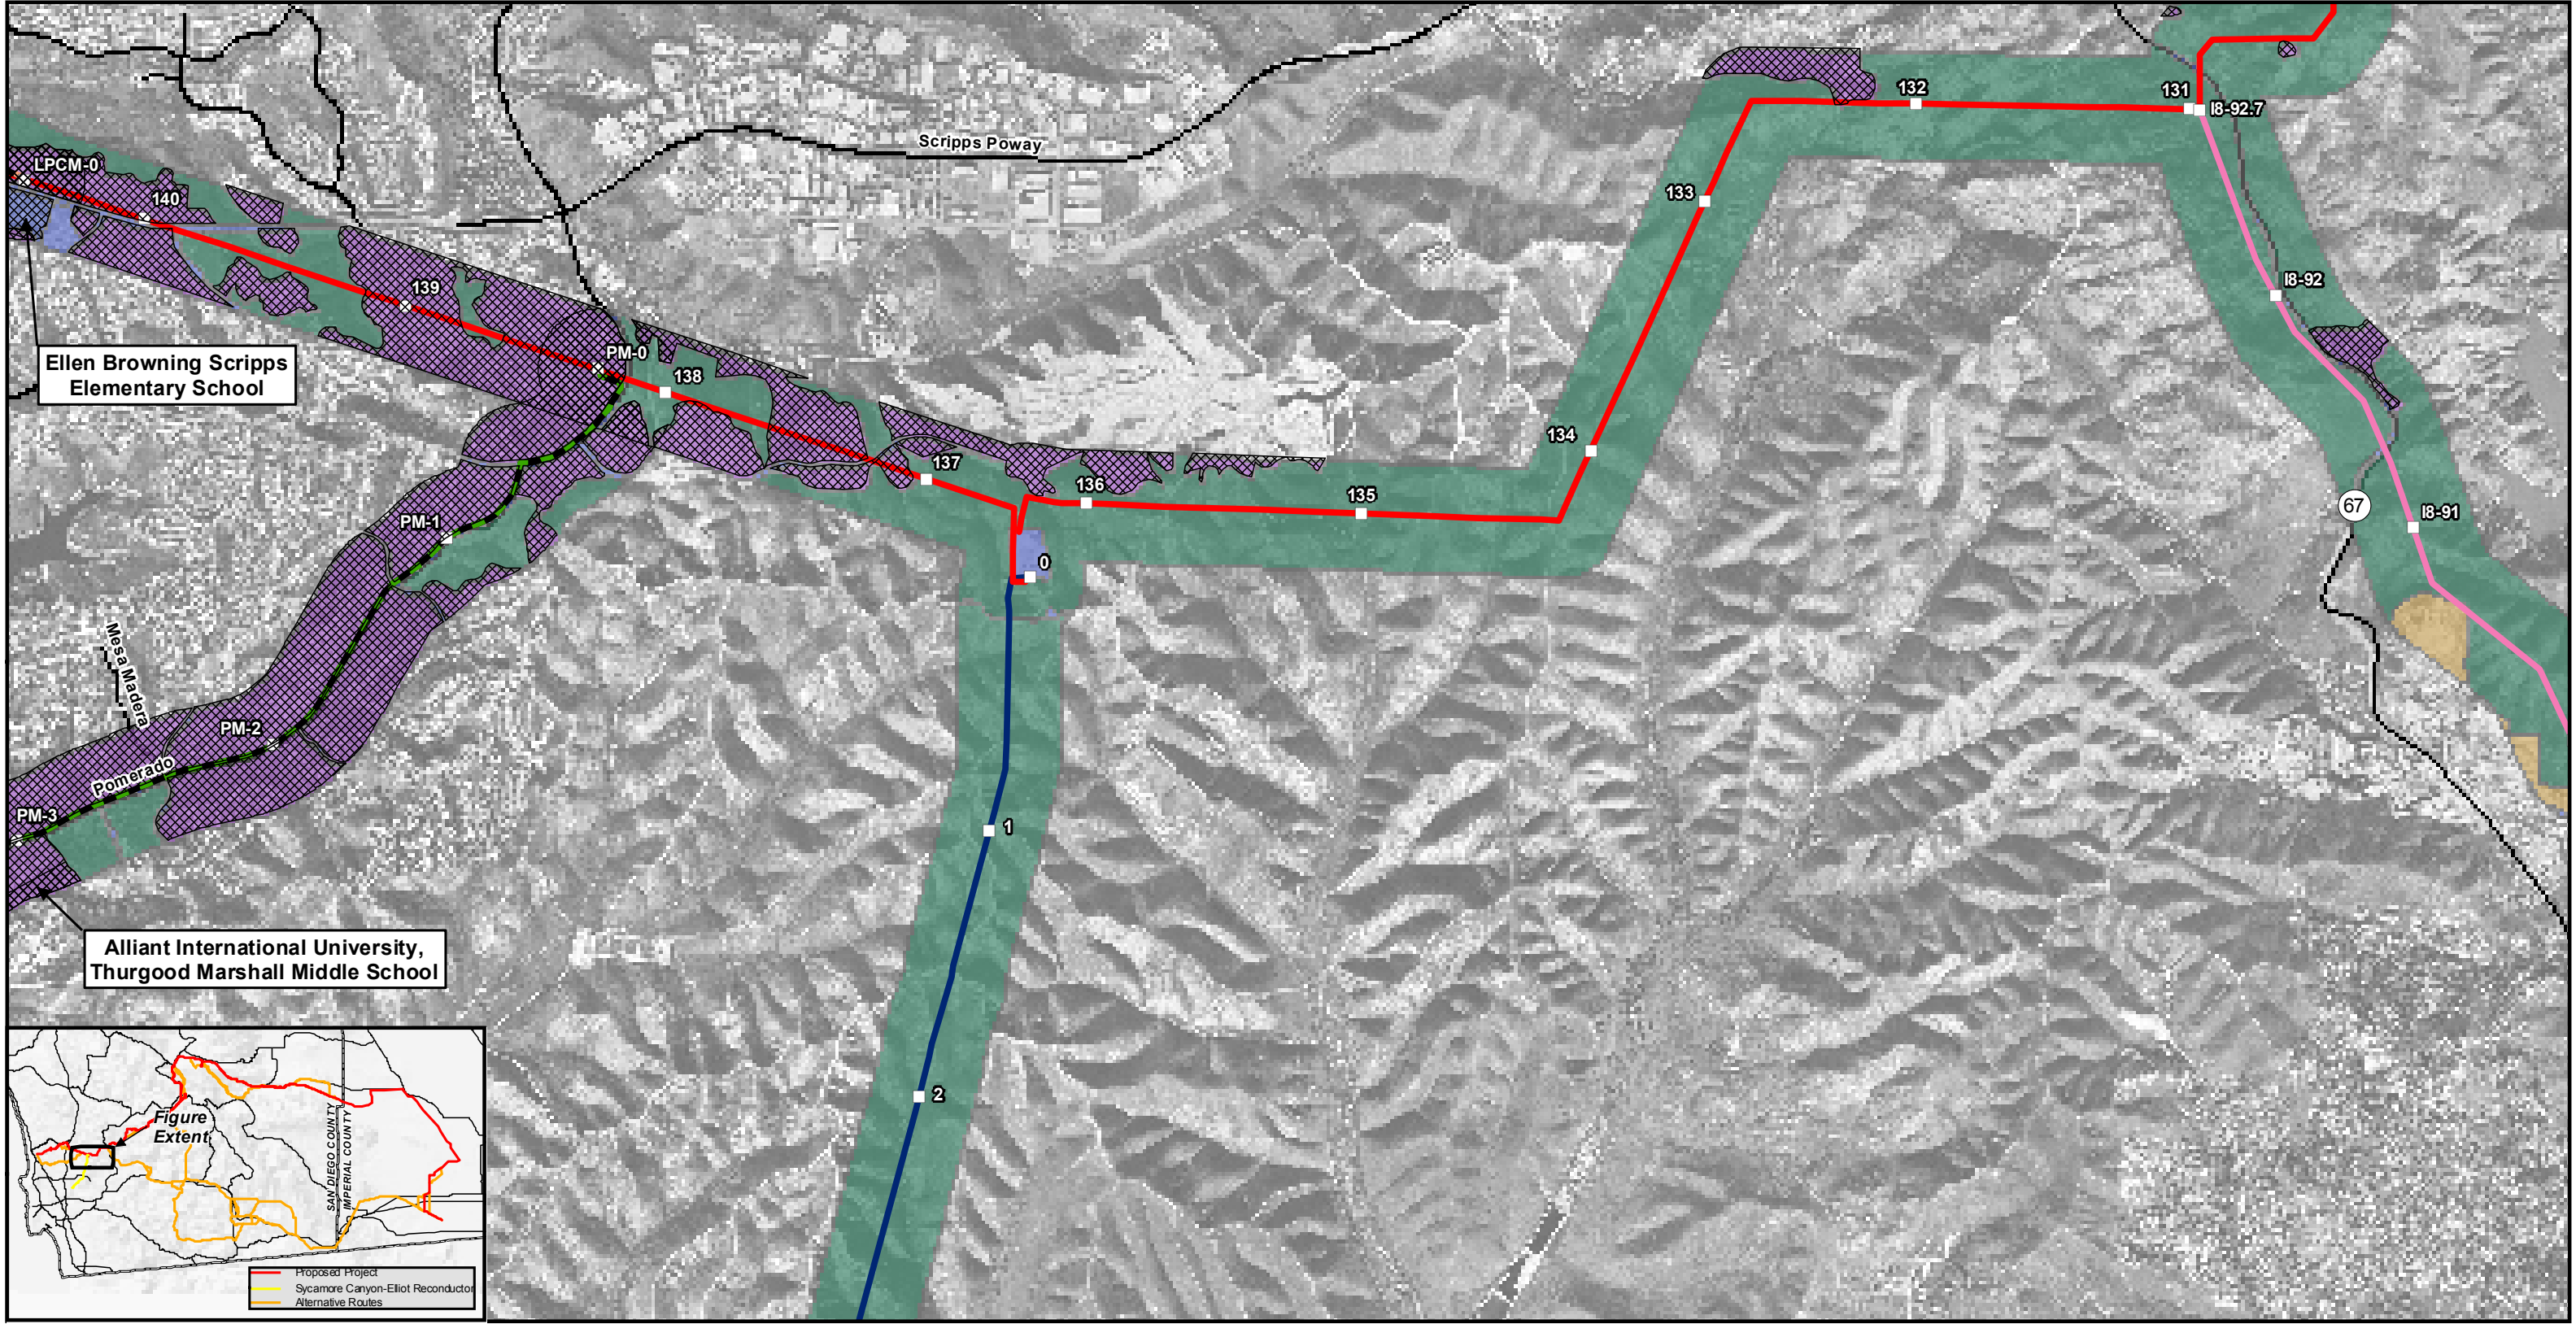 132
131
I8-92.7
Scripps Poway
LPCM-0
140
133
139
I8-92
PM-0
138
Ellen Browning Scripps
Elementary School
134
137
136
135
67
I8-91
PM-1
0
Mesa Madera
PM-2
Pomerado
PM-3
1
Alliant International University,
Thurgood Marshall Middle School
2
Figure
Extent
SAN DIEGO COUNTY
IMPERIAL COUNTY
Proposed Project
Sycamore Canyon-Elliot Reconductor
Alternative Routes